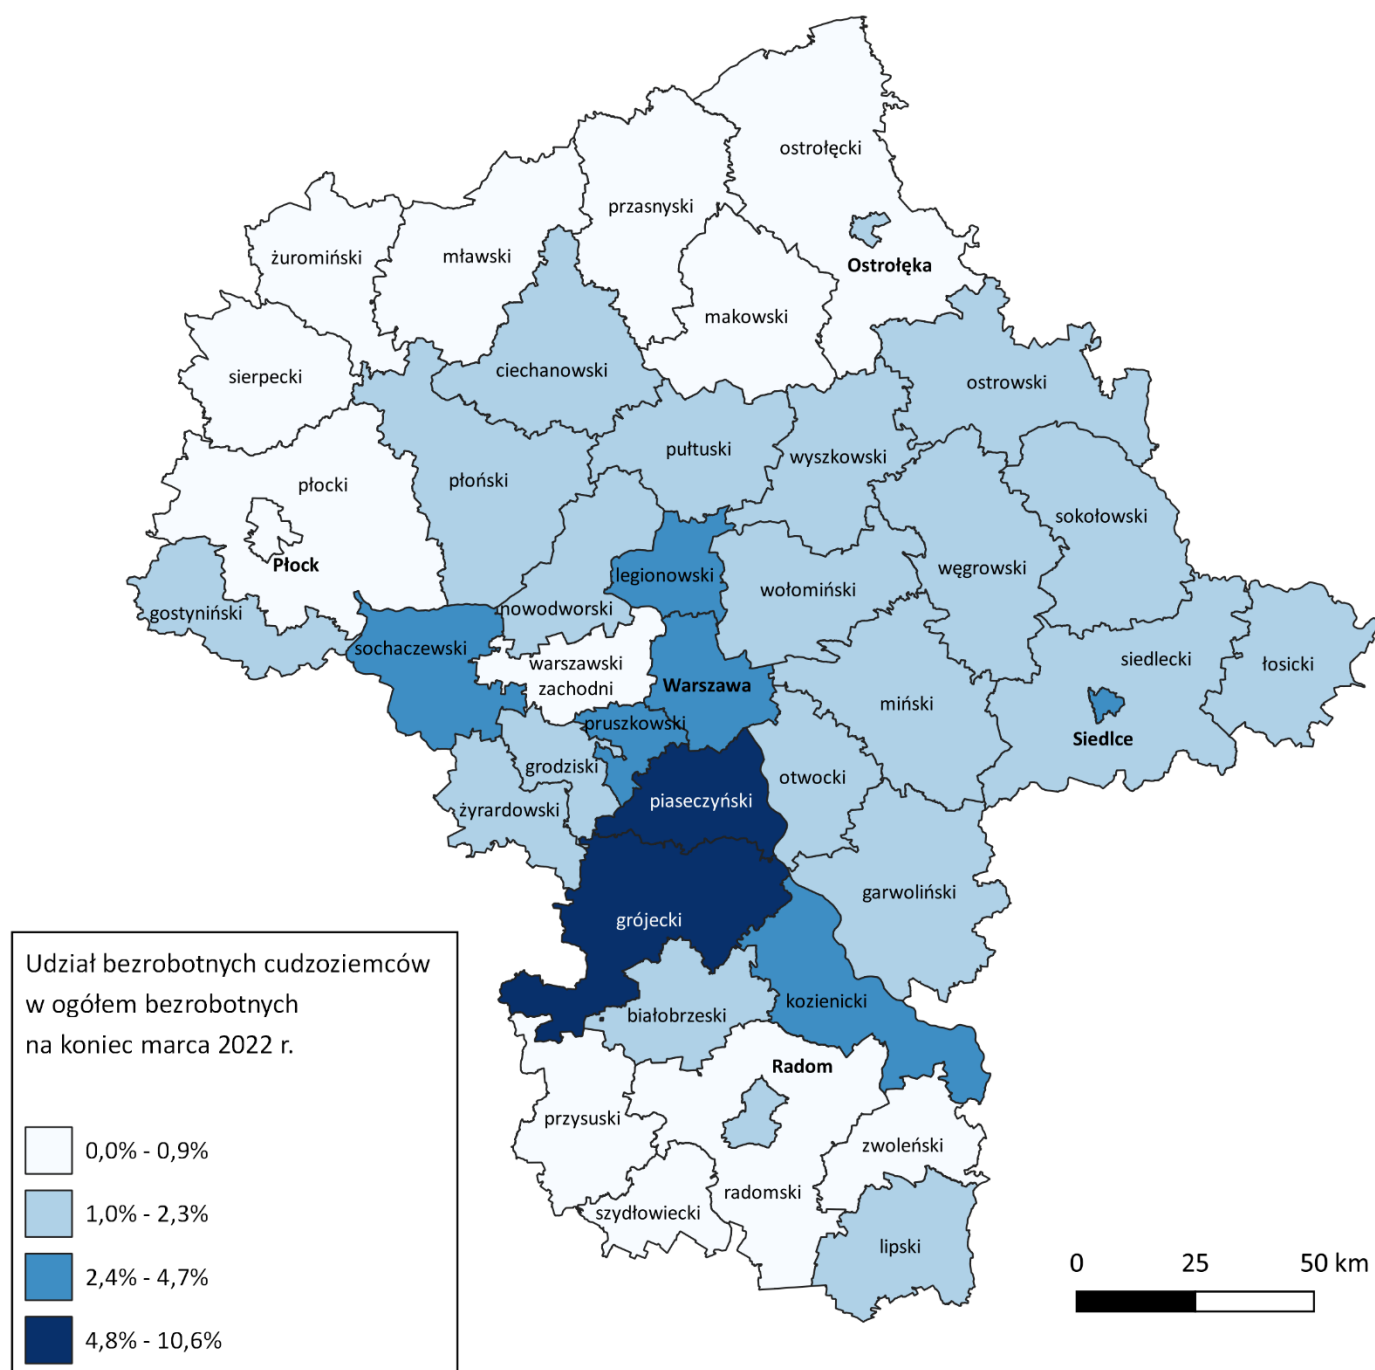 ostrołęcki
przasnyski
Ostrołęka
żuromiński
mławski
makowski
sierpecki
ciechanowski
ostrowski
pułtuski
wyszkowski
płocki
płoński
sokołowski
Płock
legionowski
wołomiński
węgrowski
gostyniński
nowodworski
sochaczewski
warszawski
zachodni
siedlecki
łosicki
Warszawa
miński
pruszkowski
Siedlce
grodziski
otwocki
żyrardowski
piaseczyński
garwoliński
grójecki
kozienicki
białobrzeski
Radom
przysuski
zwoleński
radomski
szydłowiecki
lipski
Udział bezrobotnych cudzoziemców
w ogółem bezrobotnych
na koniec marca 2022 r.
0,0% - 0,9%
1,0% - 2,3%
2,4% - 4,7%
4,8% - 10,6%
0 25 50 km